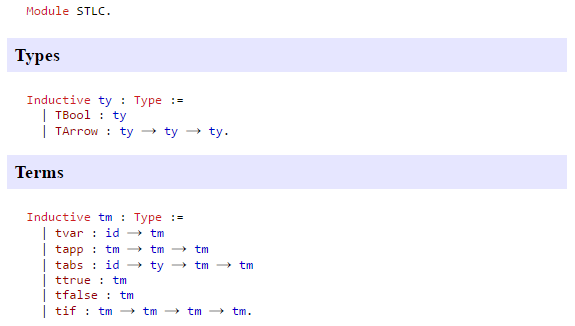 Module STLC.
Types
Inductive ty : Type :=
| TBool : ty
| TArrow : ty → ty → ty.
Terms
Inductive tm : Type :=
| tvar : id → tm
| tapp : tm → tm → tm
| tabs : id → ty → tm → tm
| ttrue : tm
| tfalse : tm
| tif : tm → tm → tm → tm.